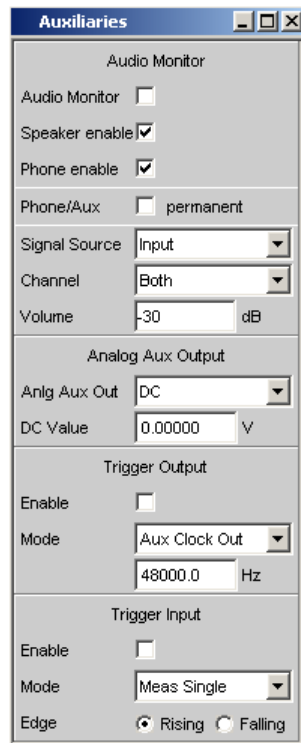 Auxiliaries
Audio Monitor
Audio Monitor
Speaker enable
Phone enable
Phone/Aux permanent
Signal Source Input
Channel Both
Volume -30 dB
Analog Aux Output
Anlg Aux Out DC
DC Value 0.00000 V
Trigger Output
Enable
Mode Aux Clock Out
48000.0 Hz
Trigger Input
Enable
Mode Meas Single
Edge Rising Falling